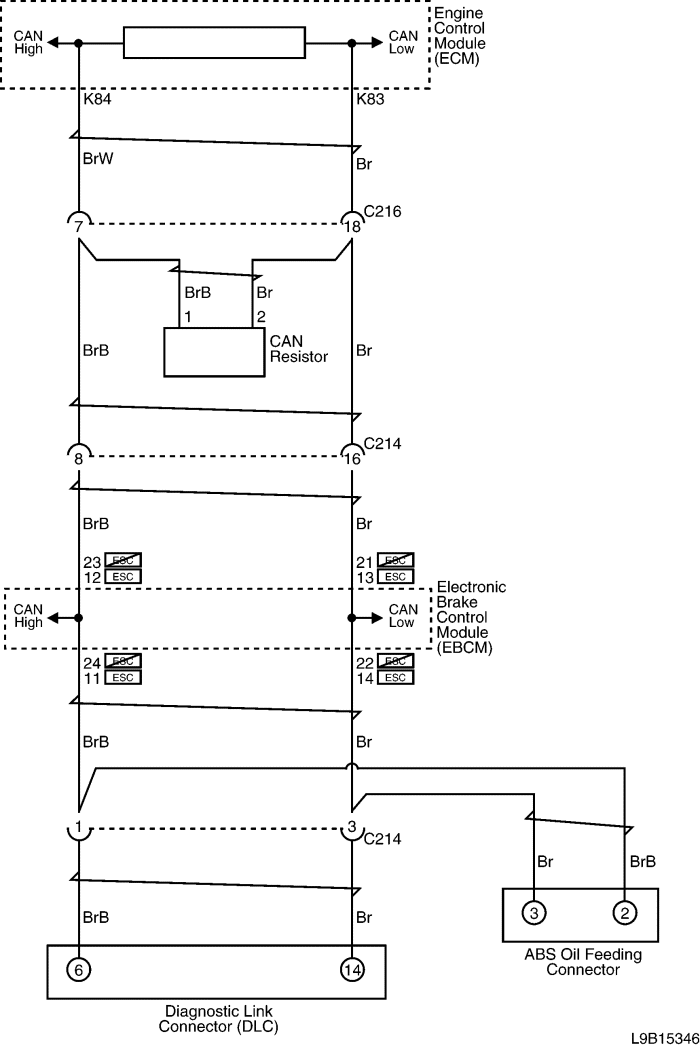 Engine
Control
Module
(ECM)
CAN
High
CAN
Low
K84
K83
BrW
Br
C216
7
18
BrB
Br
1
2
CAN
Resistor
BrB
Br
C214
8
16
BrB
Br
23 ESC
12 ESC
21 ESC
13 ESC
Electronic
Brake
Control
Module
(EBCM)
CAN
High
CAN
Low
24 ESC
11 ESC
22 ESC
14 ESC
BrB
Br
1
3
C214
Br
BrB
BrB
Br
3
2
ABS Oil Feeding
Connector
6
14
Diagnostic Link
Connector (DLC)
L9B15346